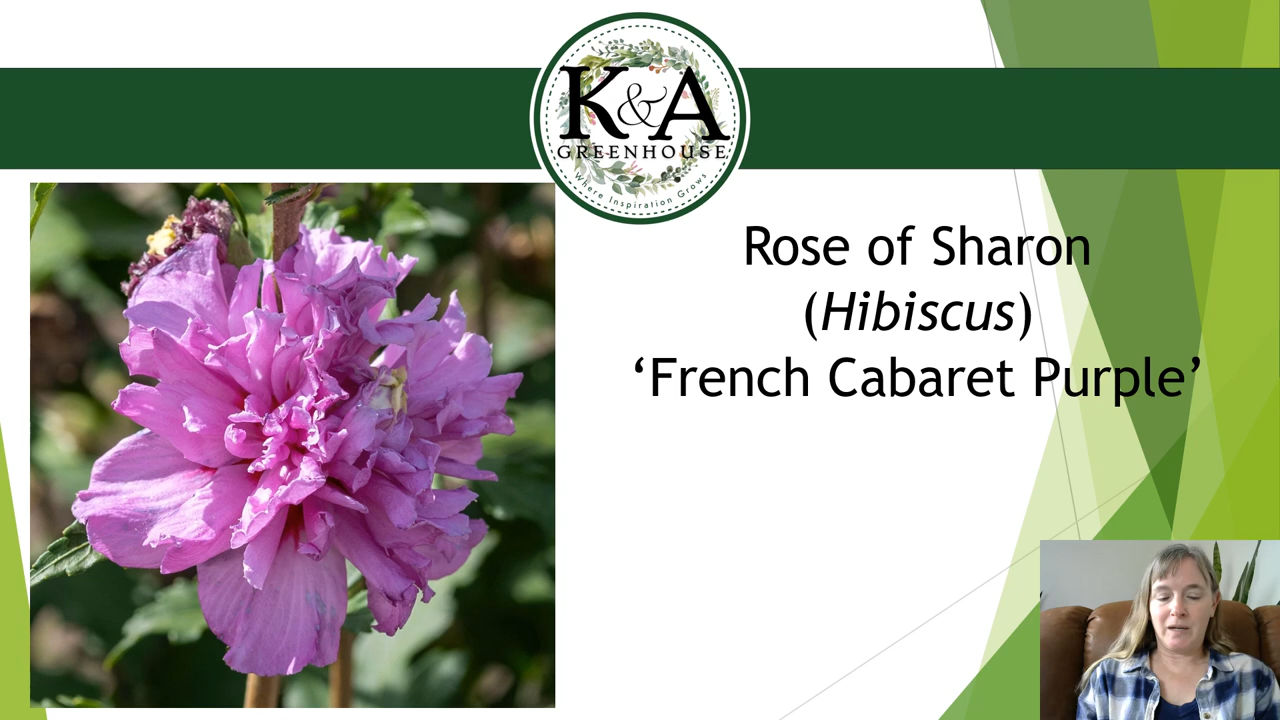 K&A
GREENHOUSE
Where Inspiration Grows
Rose of Sharon
(Hibiscus)
‘French Cabaret Purple’